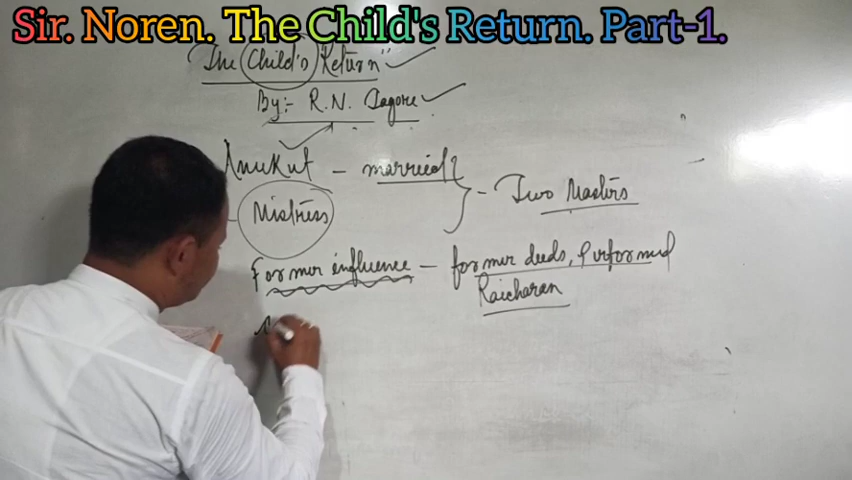 Sir. Noren. The Child's Return. Part-1.
"The Child's Return"
By:- R.N. Tagore
Anukut - married?
Mistress
- Two Masters
Former influence - former deeds, Performed
Raicharan